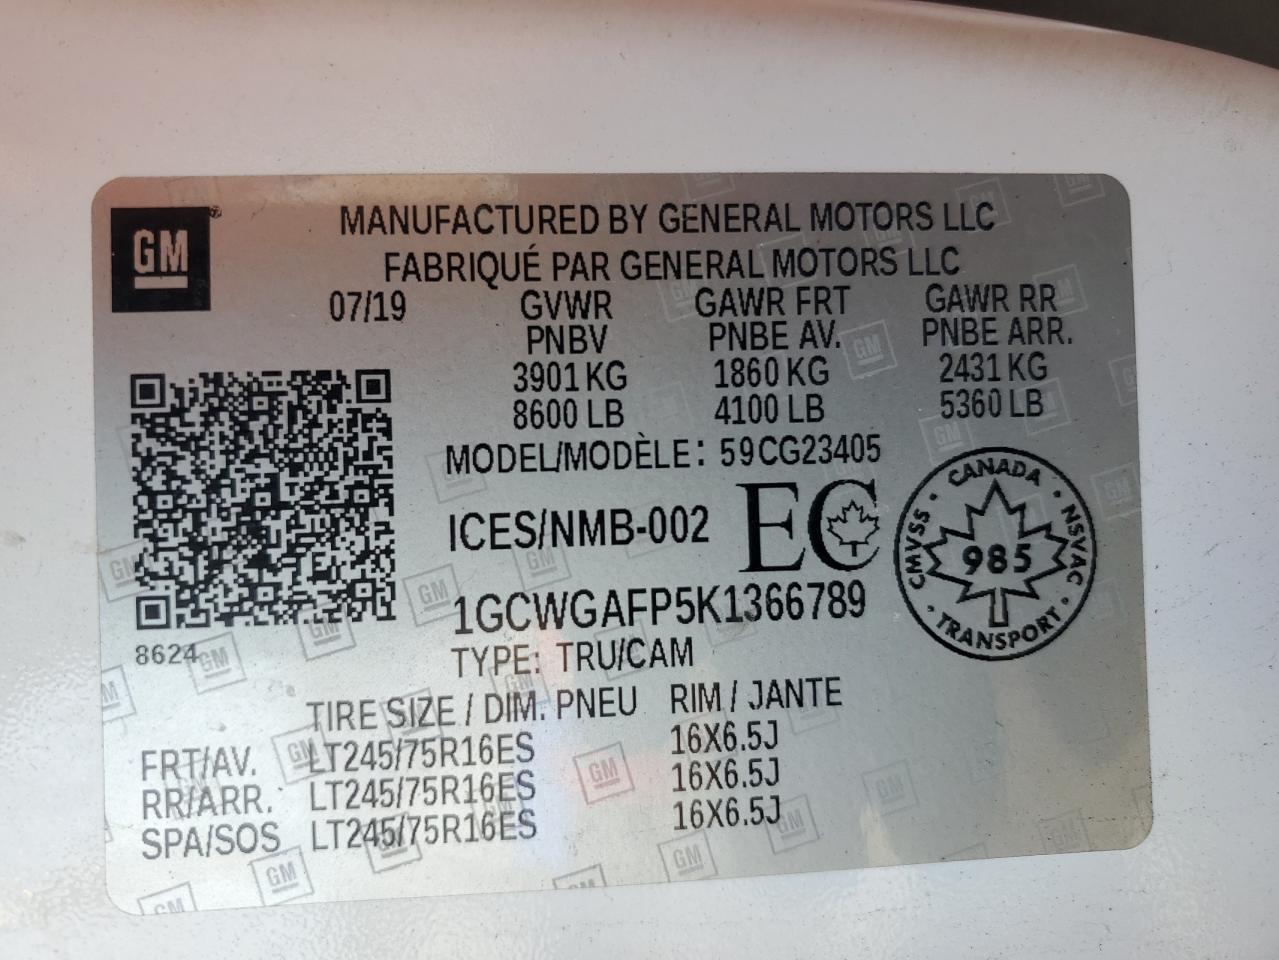 GM ®
MANUFACTURED BY GENERAL MOTORS LLC
FABRIQUÉ PAR GENERAL MOTORS LLC
07/19 GVWR GAWR FRT GAWR RR
PNBV PNBE AV. PNBE ARR.
3901 KG 1860 KG 2431 KG
8600 LB 4100 LB 5360 LB
MODEL/MODÈLE: 59CG23405
ICES/NMB-002 EC
CANADA
CMVSS 985 NSVAC
TRANSPORT
1GCWGAFP5K1366789
8624
TYPE: TRU/CAM
TIRE SIZE / DIM. PNEU RIM / JANTE
FRT/AV. LT245/75R16ES 16X6.5J
RR/ARR. LT245/75R16ES 16X6.5J
SPA/SOS LT245/75R16ES 16X6.5J